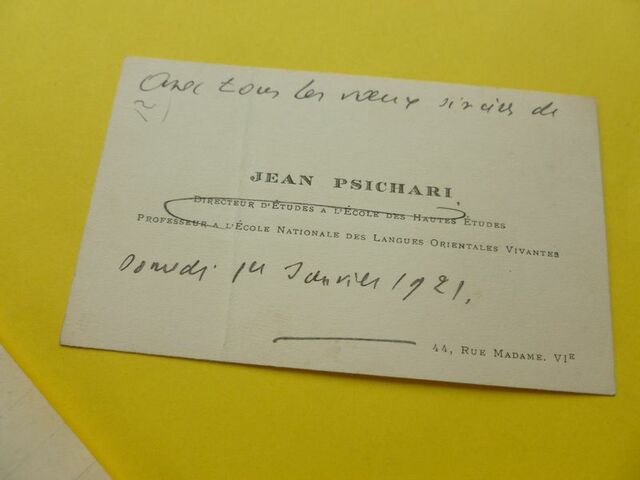 avec tous les vœux sincères de
JEAN PSICHARI,
DIRECTEUR D'ÉTUDES A L'ÉCOLE DES HAUTES ÉTUDES
PROFESSEUR A L'ÉCOLE NATIONALE DES LANGUES ORIENTALES VIVANTES
Samedi 1er Janvier 1921.
44, RUE MADAME. VIE